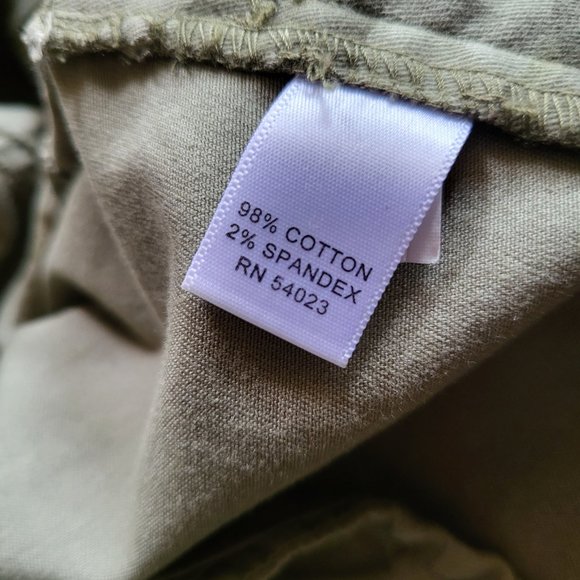 98% COTTON
2% SPANDEX
RN 54023